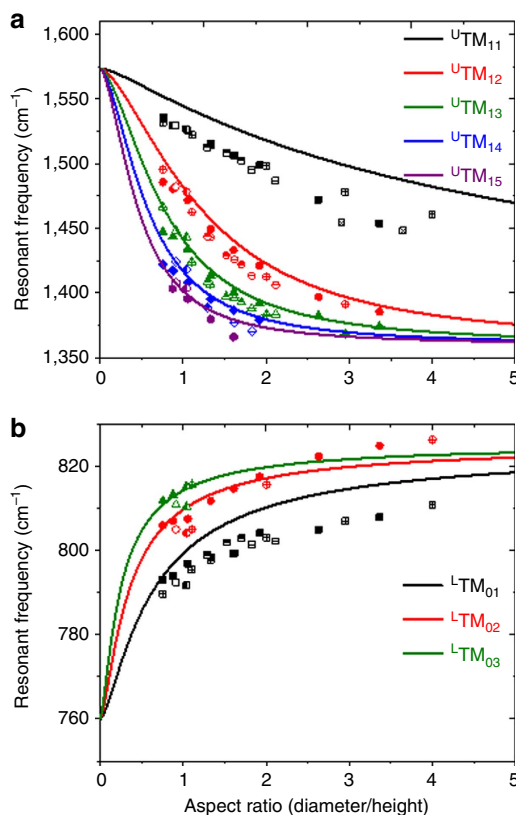 a
1,600
1,550
1,500
1,450
1,400
1,350
Resonant frequency (cm⁻¹)
ᵁTM₁₁
ᵁTM₁₂
ᵁTM₁₃
ᵁTM₁₄
ᵁTM₁₅
0 1 2 3 4 5
b
820
800
780
760
Resonant frequency (cm⁻¹)
ᴸTM₀₁
ᴸTM₀₂
ᴸTM₀₃
0 1 2 3 4 5
Aspect ratio (diameter/height)